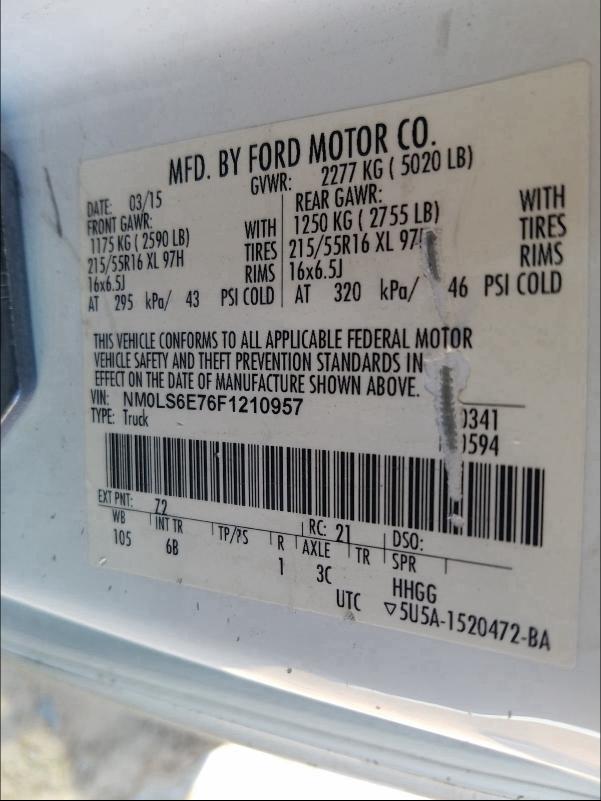 MFD. BY FORD MOTOR CO.
DATE: 03/15 GVWR: 2277 KG ( 5020 LB)
FRONT GAWR: REAR GAWR:
1175 KG ( 2590 LB) WITH 1250 KG ( 2755 LB) WITH
215/55R16 XL 97H TIRES 215/55R16 XL 97H TIRES
16x6.5J RIMS 16x6.5J RIMS
AT 295 kPa/ 43 PSI COLD AT 320 kPa/ 46 PSI COLD
THIS VEHICLE CONFORMS TO ALL APPLICABLE FEDERAL MOTOR
VEHICLE SAFETY AND THEFT PREVENTION STANDARDS IN
EFFECT ON THE DATE OF MANUFACTURE SHOWN ABOVE.
VIN: NM0LS6E76F1210957
TYPE: Truck 0341
0594
EXT PNT: 72 RC: 21 DSO:
WB INT TR TP/PS R AXLE TR SPR
105 6B 1 3C HHGG
UTC ▽5U5A-1520472-BA